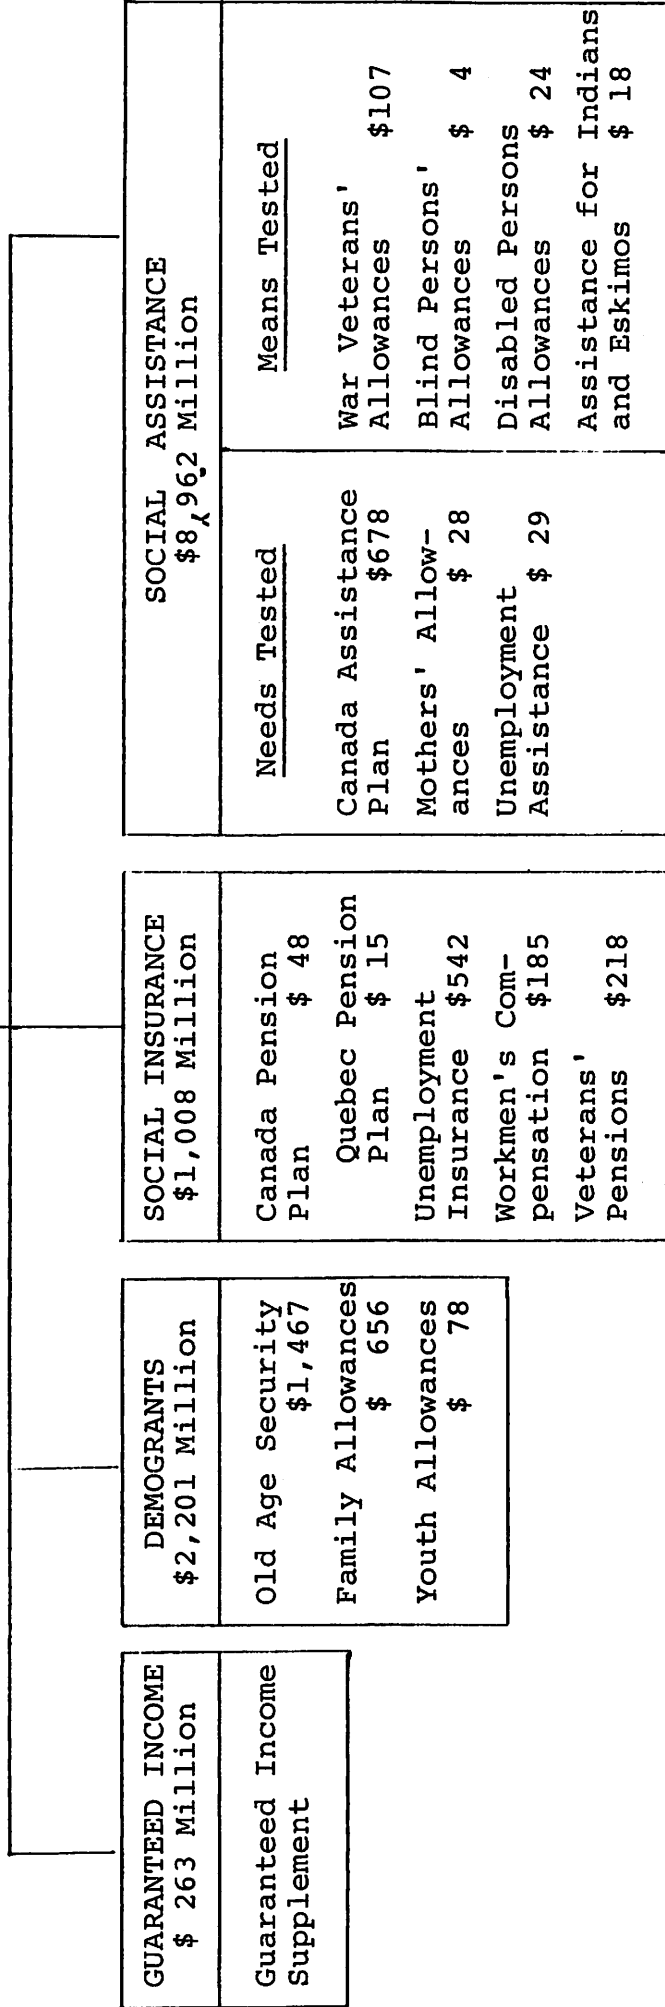 GUARANTEED INCOME
$ 263 Million
Guaranteed Income
Supplement
DEMOGRANTS
$2,201 Million
Old Age Security
$1,467
Family Allowances
$ 656
Youth Allowances
$ 78
SOCIAL INSURANCE
$1,008 Million
Canada Pension
Plan $ 48
Quebec Pension
Plan $ 15
Unemployment
Insurance $542
Workmen's Com-
pensation $185
Veterans'
Pensions $218
SOCIAL ASSISTANCE
$8,962 Million
Needs Tested
Canada Assistance
Plan $678
Mothers' Allow-
ances $ 28
Unemployment
Assistance $ 29
Means Tested
War Veterans'
Allowances $107
Blind Persons'
Allowances $ 4
Disabled Persons
Allowances $ 24
Assistance for Indians
and Eskimos $ 18